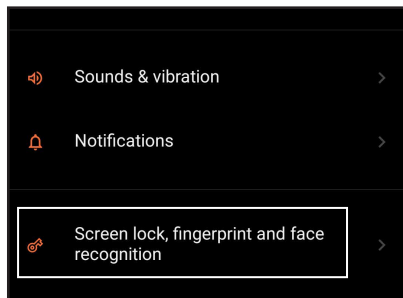 Sounds & vibration
Notifications
Screen lock, fingerprint and face
recognition